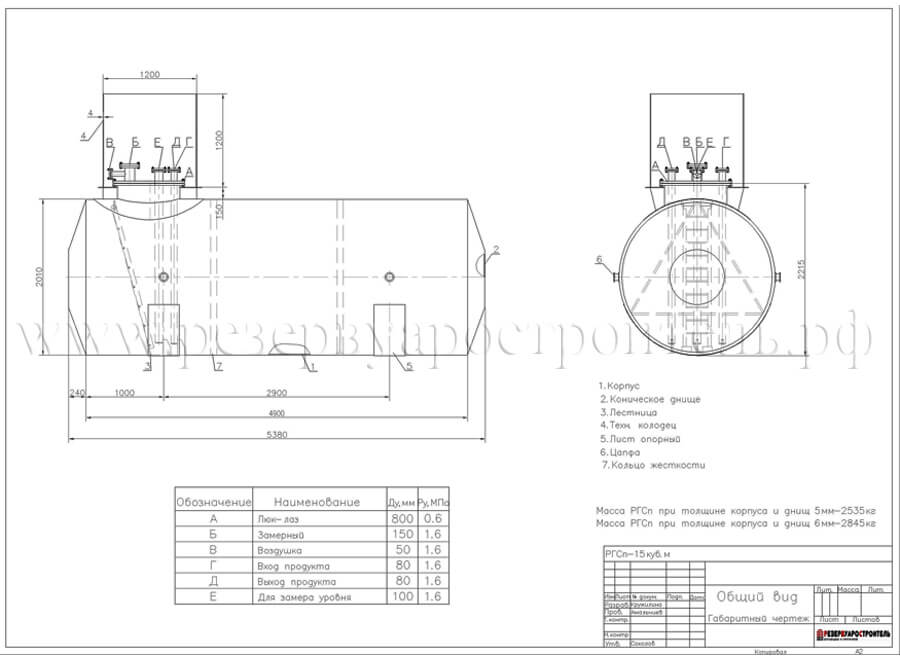 1200
4
4
В
Б
Е
Д
Г
А
1200
150
2010
2
3
7
1
5
240
1000
2900
4900
5380
Д
В
Б
Е
Г
А
6
2215
www.резервуаростроитель.рф
1.Корпус
2.Коническое днище
3.Лестница
4.Техн. колодец
5.Лист опорный
6.Цапфа
7.Кольцо жесткости
Обозначение Наименование Ду,мм Ру,МПа
А Люк-лаз 800 0.6
Б Замерный 150 1.6
В Воздушка 50 1.6
Г Вход продукта 80 1.6
Д Выход продукта 80 1.6
Е Для замера уровня 100 1.6
Масса РГСп при толщине корпуса и днищ 5мм-2535кг
Масса РГСп при толщине корпуса и днищ 6мм-2845кг
РГСп-15куб.м
Изм Лист № докум. Подп. Дата
Разраб.
Пров.
Т.контр.
Н.контр.
Утв. Соколов
Общий вид
Габаритный чертеж
Лит. Масса Лит.
Лист Листов
РЕЗЕРВУАРОСТРОИТЕЛЬ
Копировал А2